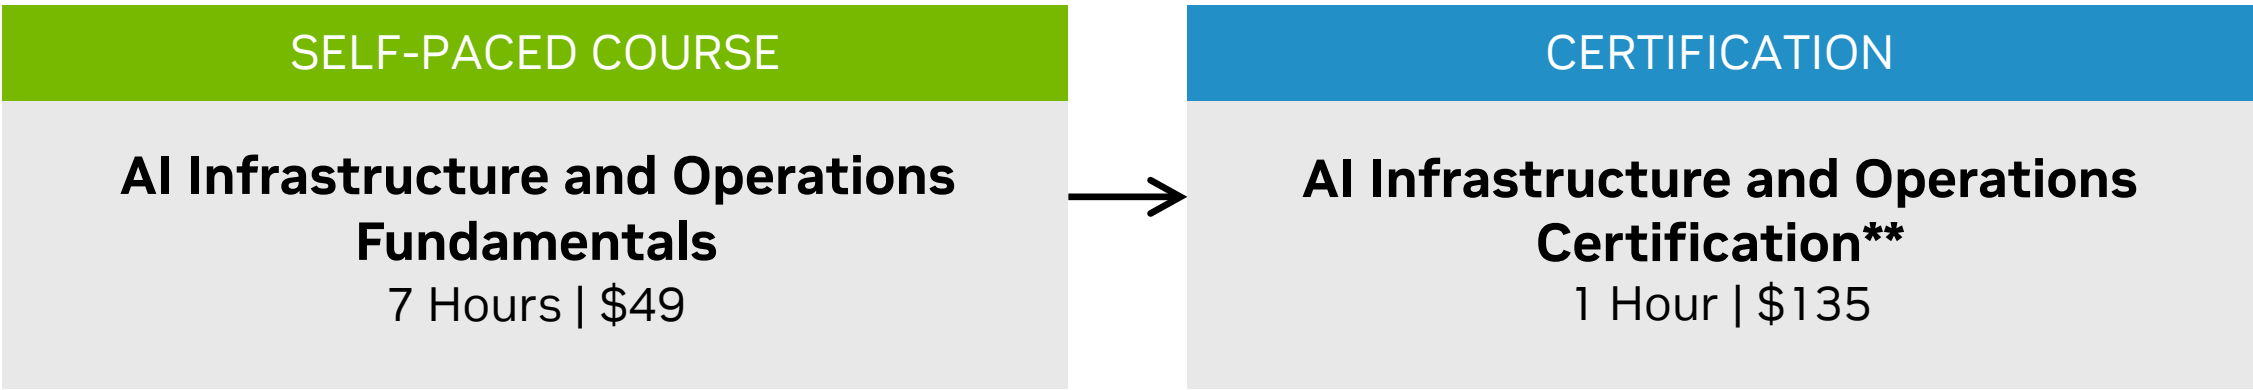 SELF-PACED COURSE
AI Infrastructure and Operations
Fundamentals
7 Hours | $49
CERTIFICATION
AI Infrastructure and Operations
Certification**
1 Hour | $135